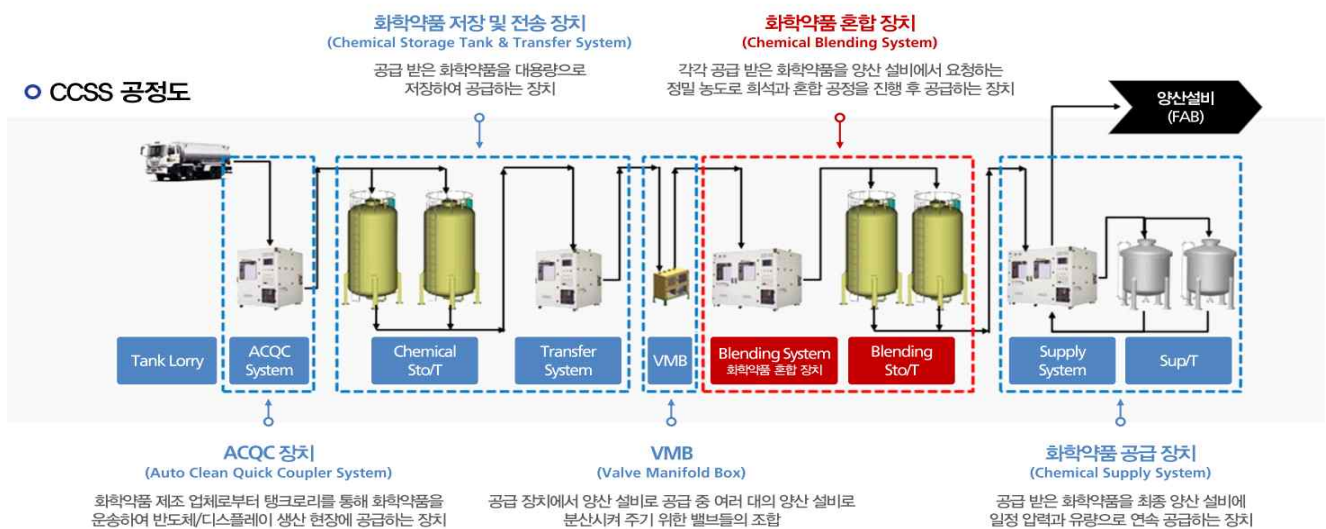 화학약품 저장 및 전송 장치
(Chemical Storage Tank & Transfer System)
공급 받은 화학약품을 대용량으로
저장하여 공급하는 장치
화학약품 혼합 장치
(Chemical Blending System)
각각 공급 받은 화학약품을 양산 설비에서 요청하는
정밀 농도로 희석과 혼합 공정을 진행 후 공급하는 장치
CCSS 공정도
양산설비
(FAB)
Tank Lorry
ACQC
System
Chemical
Sto/T
Transfer
System
VMB
Blending System
화학약품 혼합 장치
Blending
Sto/T
Supply
System
Sup/T
ACQC 장치
(Auto Clean Quick Coupler System)
화학약품 제조 업체로부터 탱크로리를 통해 화학약품을
운송하여 반도체/디스플레이 생산 현장에 공급하는 장치
VMB
(Valve Manifold Box)
공급 장치에서 양산 설비로 공급 중 여러 대의 양산 설비로
분산시켜 주기 위한 밸브들의 조합
화학약품 공급 장치
(Chemical Supply System)
공급 받은 화학약품을 최종 양산 설비에
일정 압력과 유량으로 연속 공급하는 장치